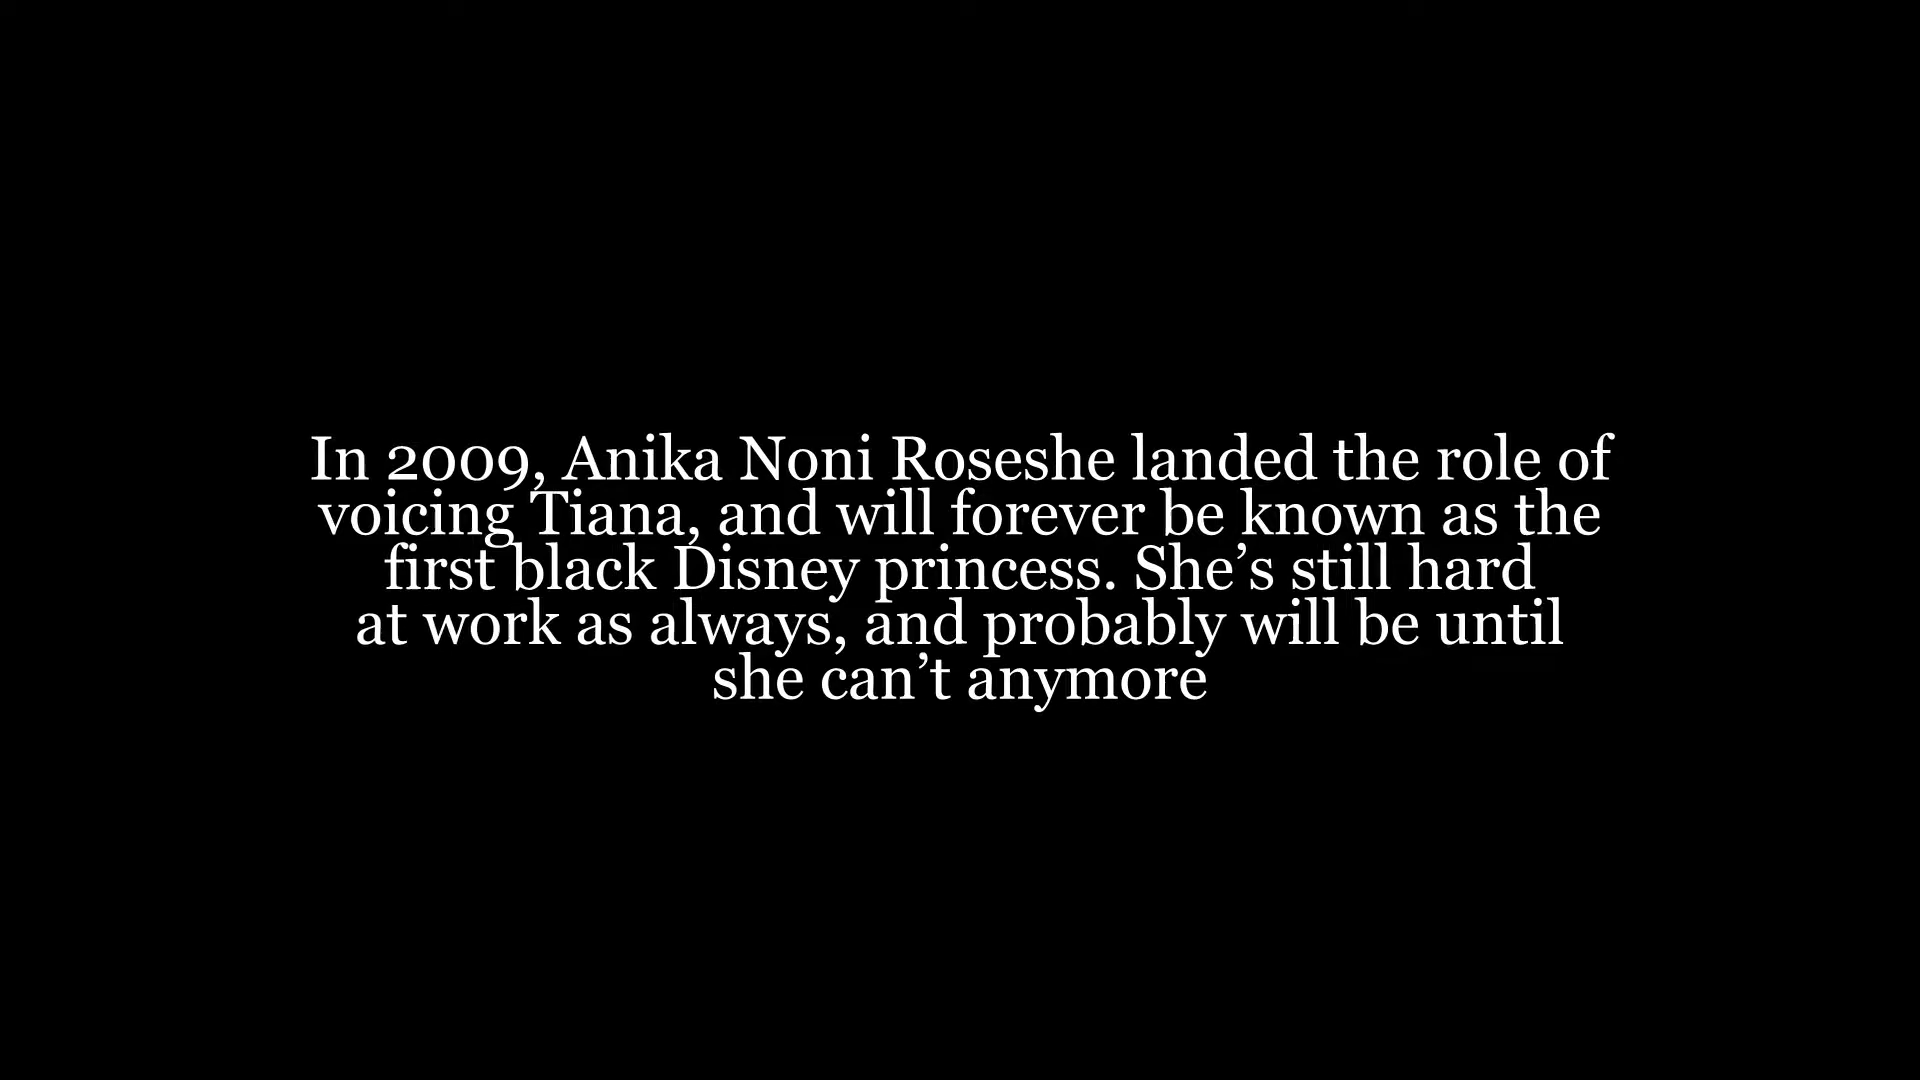 In 2009, Anika Noni Roseshe landed the role of
voicing Tiana, and will forever be known as the
first black Disney princess. She’s still hard
at work as always, and probably will be until
she can’t anymore